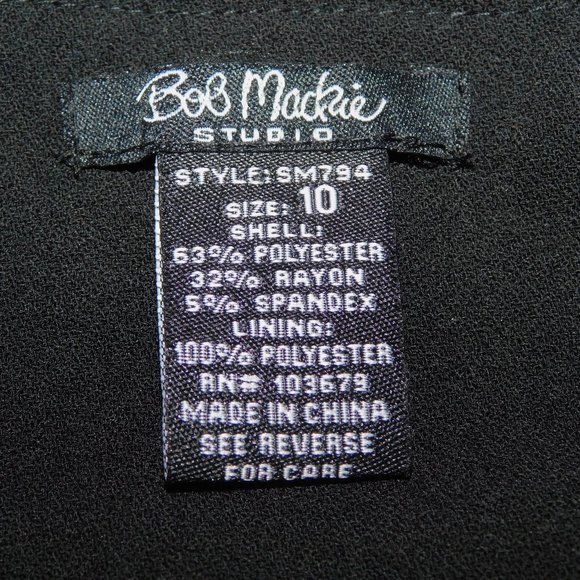 Bob Mackie
STUDIO
STYLE: SM794
SIZE: 10
SHELL:
63% POLYESTER
32% RAYON
5% SPANDEX
LINING:
100% POLYESTER
RN# 103679
MADE IN CHINA
SEE REVERSE
FOR CARE